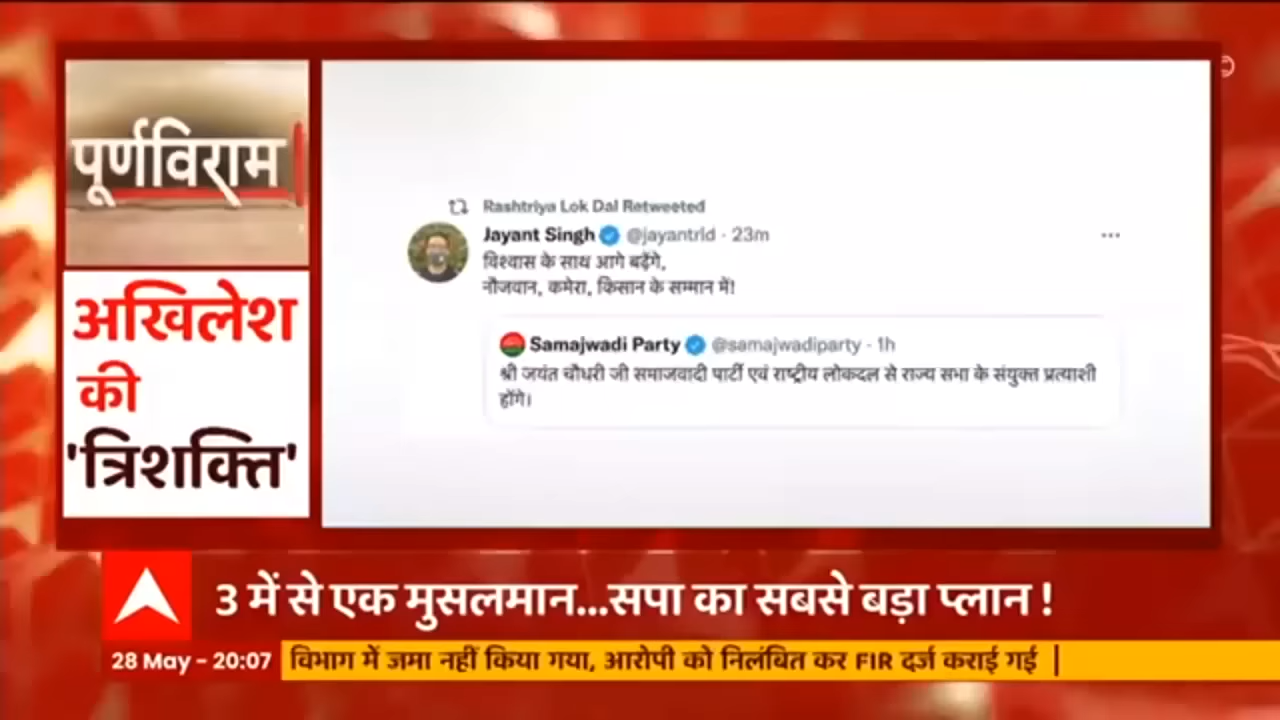 पूर्णविराम
अखिलेश
की
'त्रिशक्ति'
Rashtriya Lok Dal Retweeted
Jayant Singh @jayantrld · 23m
विश्वास के साथ आगे बढ़ेंगे,
नौजवान, कमेरा, किसान के सम्मान में!
Samajwadi Party @samajwadiparty · 1h
श्री जयंत चौधरी जी समाजवादी पार्टी एवं राष्ट्रीय लोकदल से राज्य सभा के संयुक्त प्रत्याशी
होंगे।
3 में से एक मुसलमान...सपा का सबसे बड़ा प्लान !
28 May - 20:07
विभाग में जमा नहीं किया गया, आरोपी को निलंबित कर FIR दर्ज कराई गई |